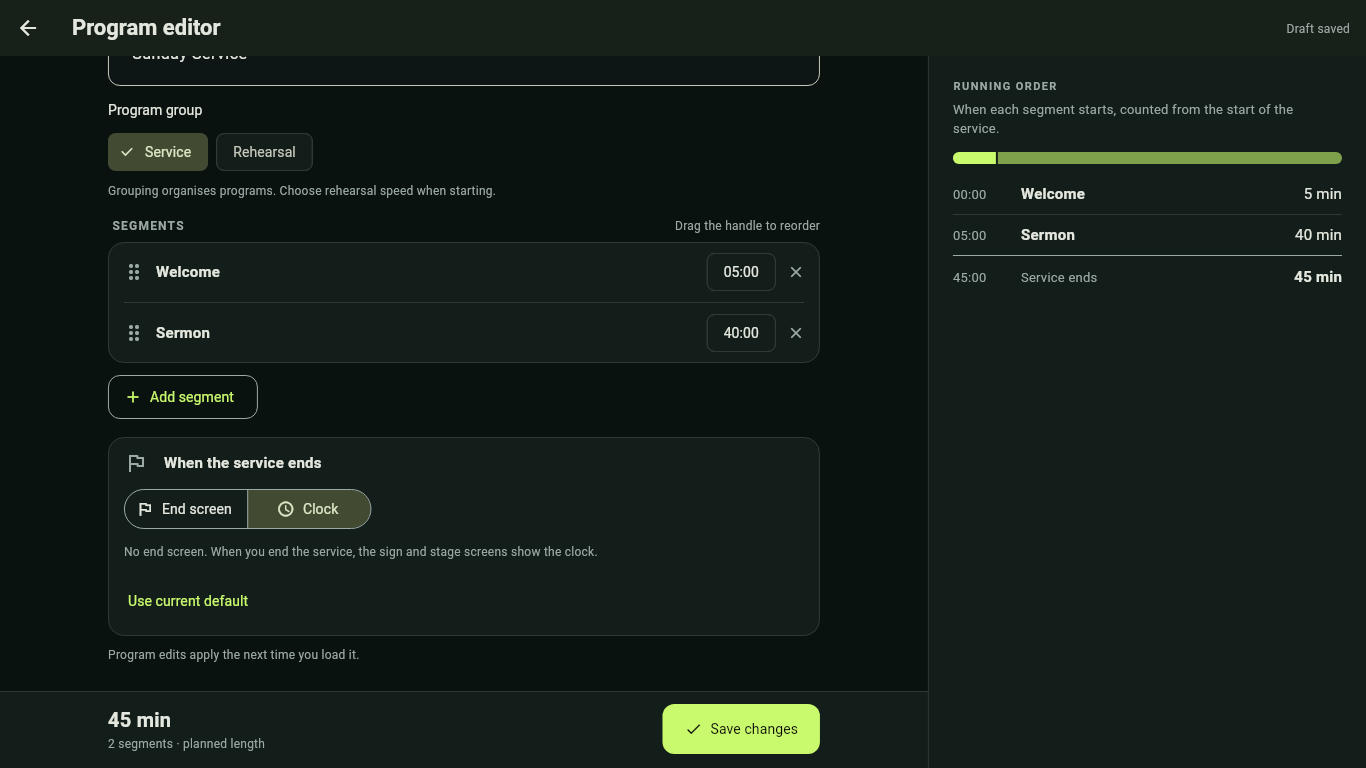 Program editor
Draft saved
Sunday Service
Program group
Service
Rehearsal
Grouping organises programs. Choose rehearsal speed when starting.
SEGMENTS
Drag the handle to reorder
Welcome
05:00
Sermon
40:00
Add segment
When the service ends
End screen
Clock
No end screen. When you end the service, the sign and stage screens show the clock.
Use current default
Program edits apply the next time you load it.
45 min
2 segments · planned length
Save changes
RUNNING ORDER
When each segment starts, counted from the start of the
service.
00:00 Welcome 5 min
05:00 Sermon 40 min
45:00 Service ends 45 min